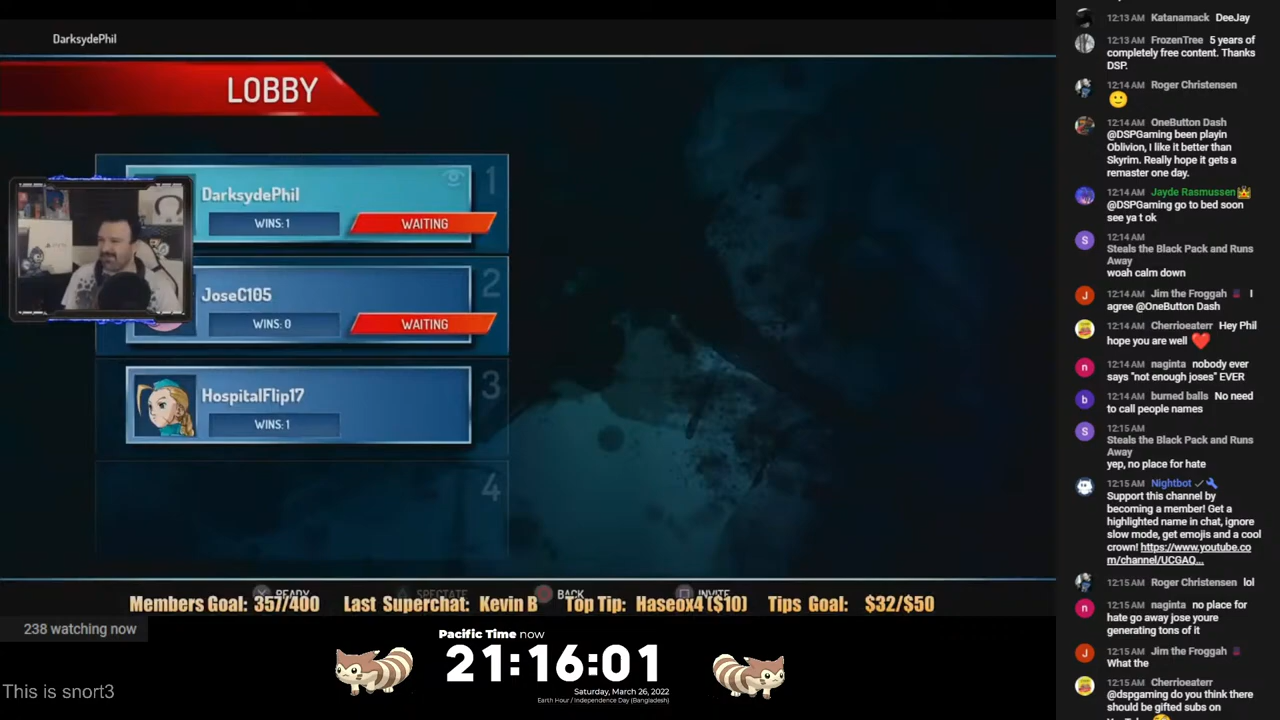 DarksydePhil
LOBBY
DarksydePhil
1
WINS: 1
WAITING
JoseC105
2
WINS: 0
WAITING
HospitalFlip17
3
WINS: 1
4
READY
SPECTATE
BACK
INVITE
Members Goal: 357/400
Last Superchat: Kevin B
Top Tip: Haseox4 ($10)
Tips Goal: $32/$50
238 watching now
Pacific Time now
21:16:01
Saturday, March 26, 2022
Earth Hour / Independence Day (Bangladesh)
This is snort3
12:13 AM Katanamack DeeJay
12:13 AM FrozenTree 5 years of
completely free content. Thanks
DSP.
12:14 AM Roger Christensen
12:14 AM OneButton Dash
@DSPGaming been playin
Oblivion, I like it better than
Skyrim. Really hope it gets a
remaster one day.
12:14 AM Jayde Rasmussen
@DSPGaming go to bed soon
see ya t ok
12:14 AM
Steals the Black Pack and Runs
Away
woah calm down
12:14 AM Jim the Froggah I
agree @OneButton Dash
12:14 AM Cherrioeaterr Hey Phil
hope you are well
12:14 AM naginta nobody ever
says "not enough joses" EVER
12:14 AM burned balls No need
to call people names
12:15 AM
Steals the Black Pack and Runs
Away
yep, no place for hate
12:15 AM Nightbot
Support this channel by
becoming a member! Get a
highlighted name in chat, ignore
slow mode, get emojis and a cool
crown! https://www.youtube.co
m/channel/UCGAQ...
12:15 AM Roger Christensen lol
12:15 AM naginta no place for
hate go away jose youre
generating tons of it
12:15 AM Jim the Froggah
What the
12:15 AM Cherrioeaterr
@dspgaming do you think there
should be gifted subs on